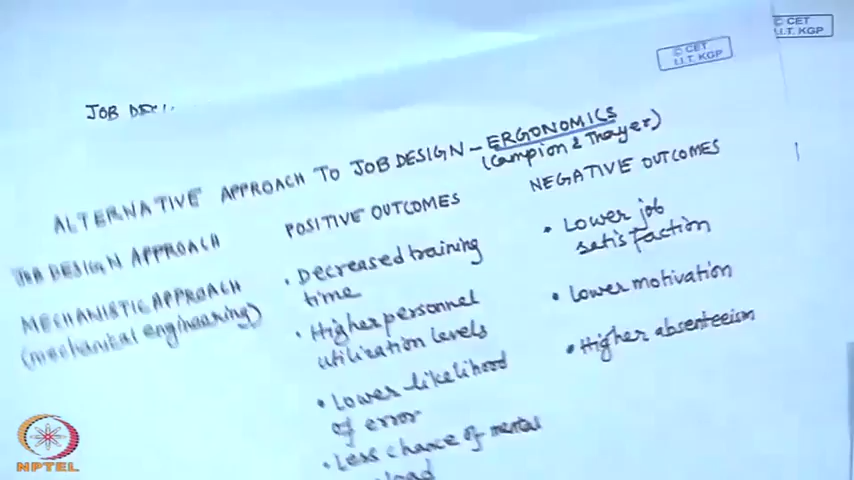 © CET
I.I.T. KGP
© CET
I.I.T. KGP
JOB
ALTERNATIVE APPROACH TO JOB DESIGN - ERGONOMICS
(Campion & Thayer)
JOB DESIGN APPROACH
POSITIVE OUTCOMES
NEGATIVE OUTCOMES
MECHANISTIC APPROACH
(mechanical engineering)
• Decreased training
time
• Higher personnel
utilization levels
• Lower likelihood
of error
• Less chance of mental
• Lower job
satisfaction
• Lower motivation
• Higher absenteeism
NPTEL